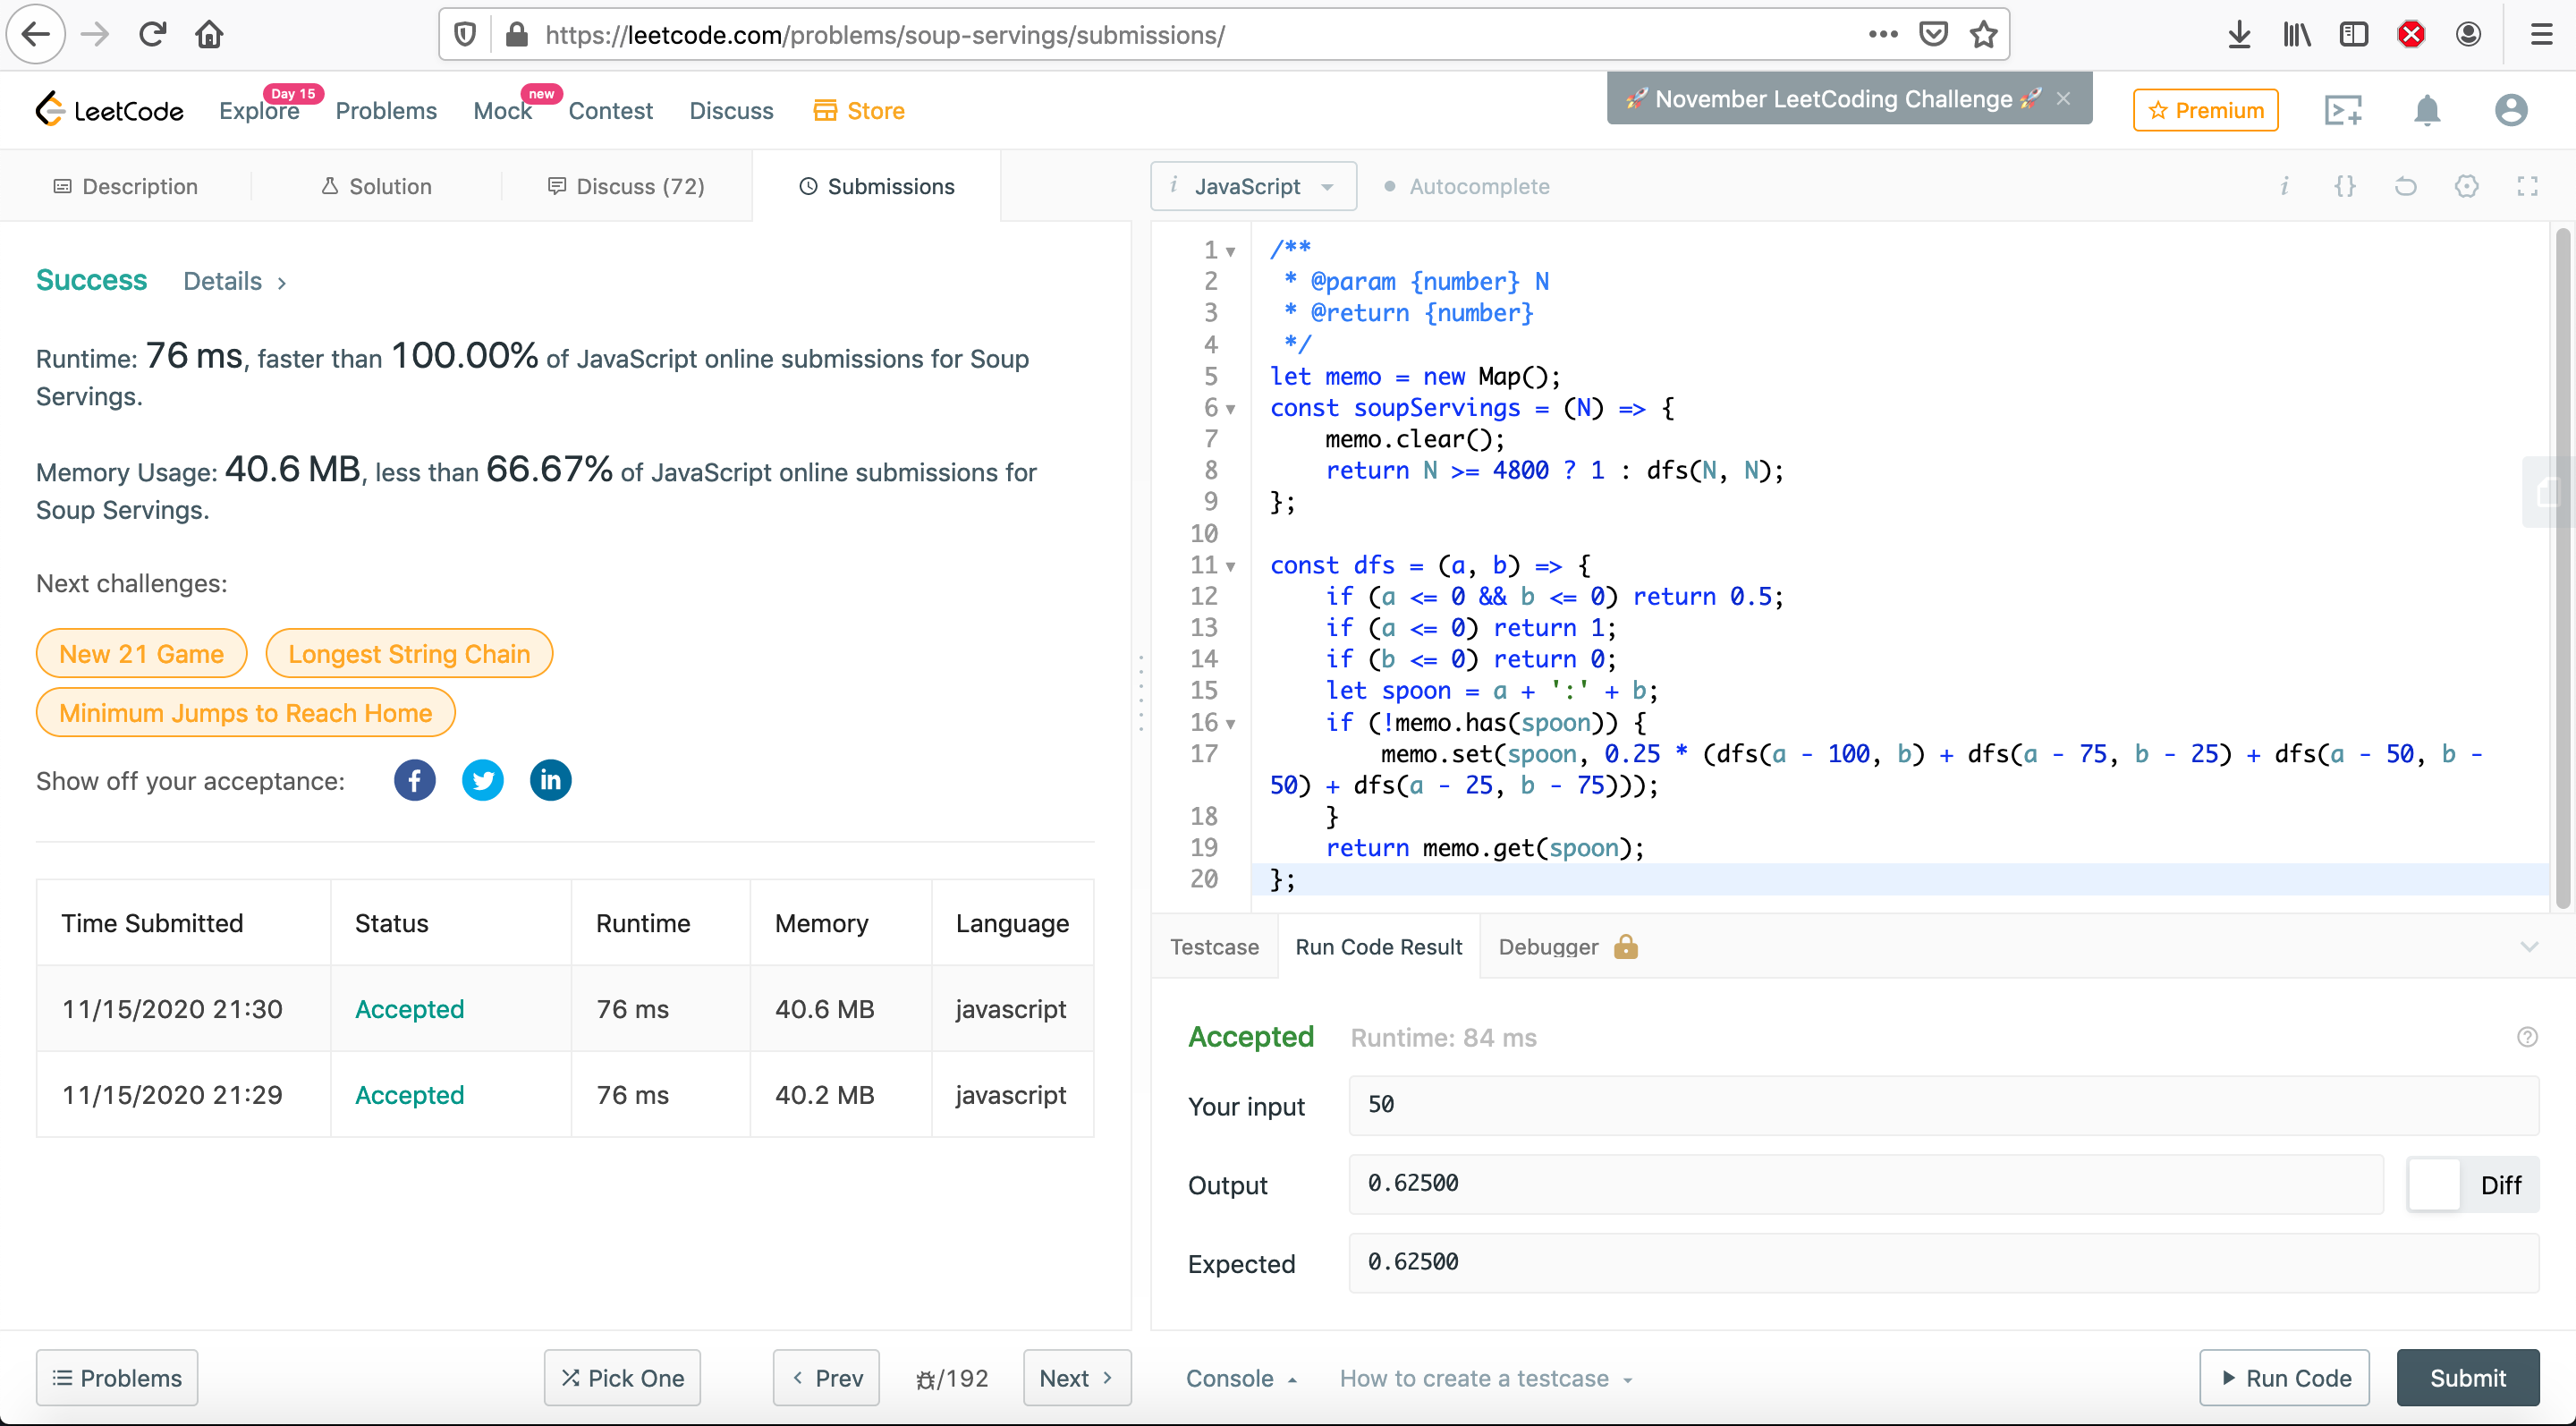 https://leetcode.com/problems/soup-servings/submissions/
LeetCode
Explore
Day 15
Problems
Mock
new
Contest
Discuss
Store
🚀 November LeetCoding Challenge 🚀 ×
Premium
Description
Solution
Discuss (72)
Submissions
Success Details >
Runtime: 76 ms, faster than 100.00% of JavaScript online submissions for Soup
Servings.
Memory Usage: 40.6 MB, less than 66.67% of JavaScript online submissions for
Soup Servings.
Next challenges:
New 21 Game
Longest String Chain
Minimum Jumps to Reach Home
Show off your acceptance:
Time Submitted Status Runtime Memory Language
11/15/2020 21:30 Accepted 76 ms 40.6 MB javascript
11/15/2020 21:29 Accepted 76 ms 40.2 MB javascript
Problems
Pick One
< Prev
/192
Next >
i JavaScript
Autocomplete
i {}
1 /**
2  * @param {number} N
3  * @return {number}
4  */
5 let memo = new Map();
6 const soupServings = (N) => {
7     memo.clear();
8     return N >= 4800 ? 1 : dfs(N, N);
9 };
10
11 const dfs = (a, b) => {
12     if (a <= 0 && b <= 0) return 0.5;
13     if (a <= 0) return 1;
14     if (b <= 0) return 0;
15     let spoon = a + ':' + b;
16     if (!memo.has(spoon)) {
17         memo.set(spoon, 0.25 * (dfs(a - 100, b) + dfs(a - 75, b - 25) + dfs(a - 50, b -
50) + dfs(a - 25, b - 75)));
18     }
19     return memo.get(spoon);
20 };
Testcase
Run Code Result
Debugger
Accepted Runtime: 84 ms
Your input 50
Output 0.62500
Diff
Expected 0.62500
Console
How to create a testcase
Run Code
Submit